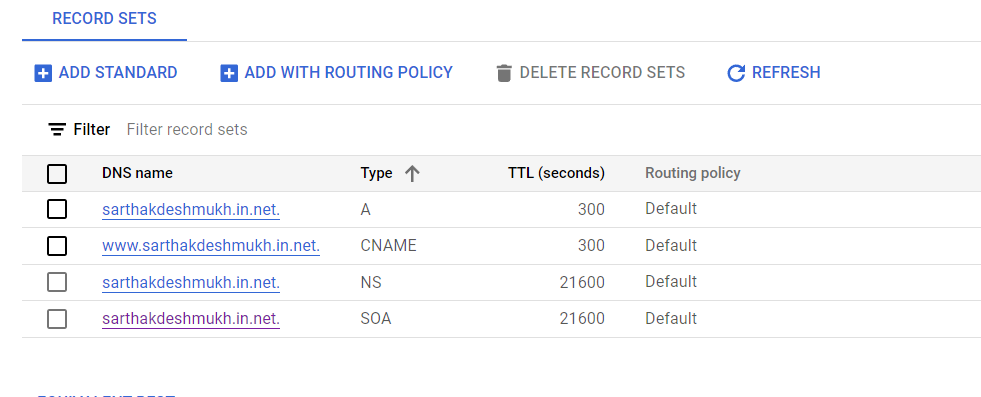 RECORD SETS
ADD STANDARD ADD WITH ROUTING POLICY DELETE RECORD SETS REFRESH
Filter Filter record sets
DNS name Type TTL (seconds) Routing policy
sarthakdeshmukh.in.net. A 300 Default
www.sarthakdeshmukh.in.net. CNAME 300 Default
sarthakdeshmukh.in.net. NS 21600 Default
sarthakdeshmukh.in.net. SOA 21600 Default